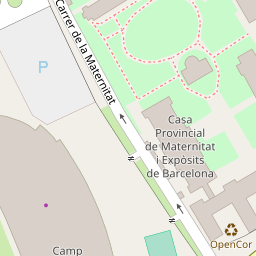 Carrer de la Maternitat
P
Casa
Provincial
de Maternitat
i Expòsits
de Barcelona
OpenCor
Camp